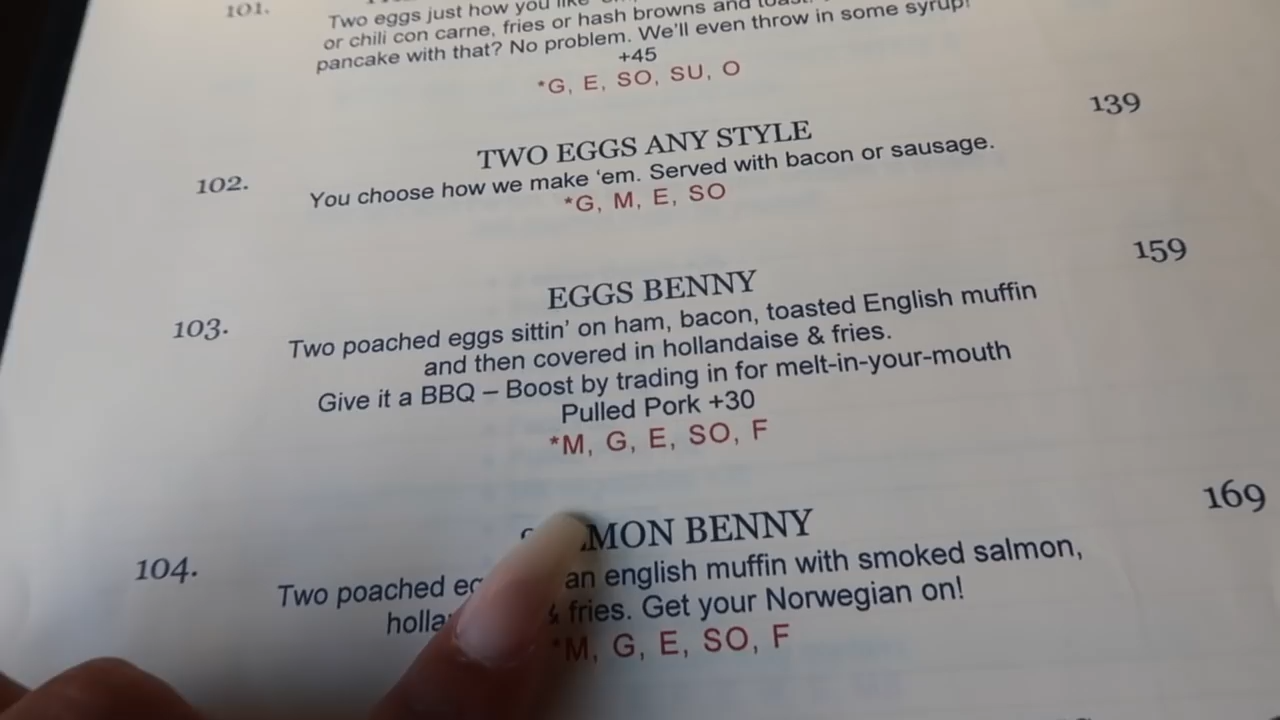 101.
Two eggs just how you like
or chili con carne, fries or hash browns and toast.
pancake with that? No problem. We'll even throw in some syrup!
+45
*G, E, SO, SU, O
139
TWO EGGS ANY STYLE
102.
You choose how we make 'em. Served with bacon or sausage.
*G, M, E, SO
159
EGGS BENNY
103.
Two poached eggs sittin' on ham, bacon, toasted English muffin
and then covered in hollandaise & fries.
Give it a BBQ – Boost by trading in for melt-in-your-mouth
Pulled Pork +30
*M, G, E, SO, F
169
MON BENNY
104.
Two poached an english muffin with smoked salmon,
fries. Get your Norwegian on!
*M, G, E, SO, F